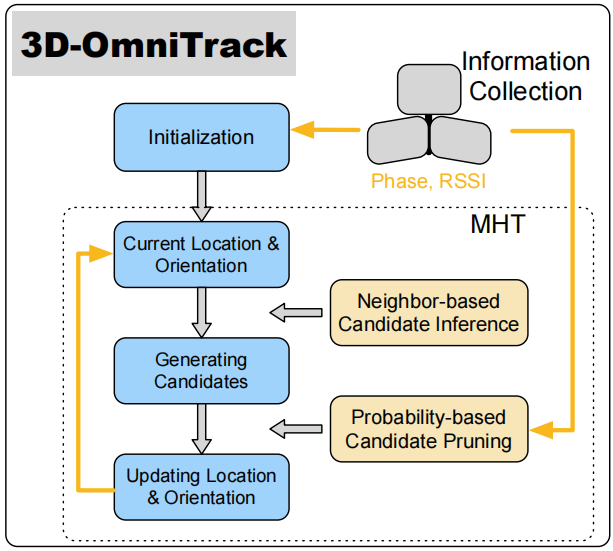 3D-OmniTrack
Information
Collection
Initialization
Phase, RSSI
MHT
Current Location &
Orientation
Neighbor-based
Candidate Inference
Generating
Candidates
Probability-based
Candidate Pruning
Updating Location
& Orientation